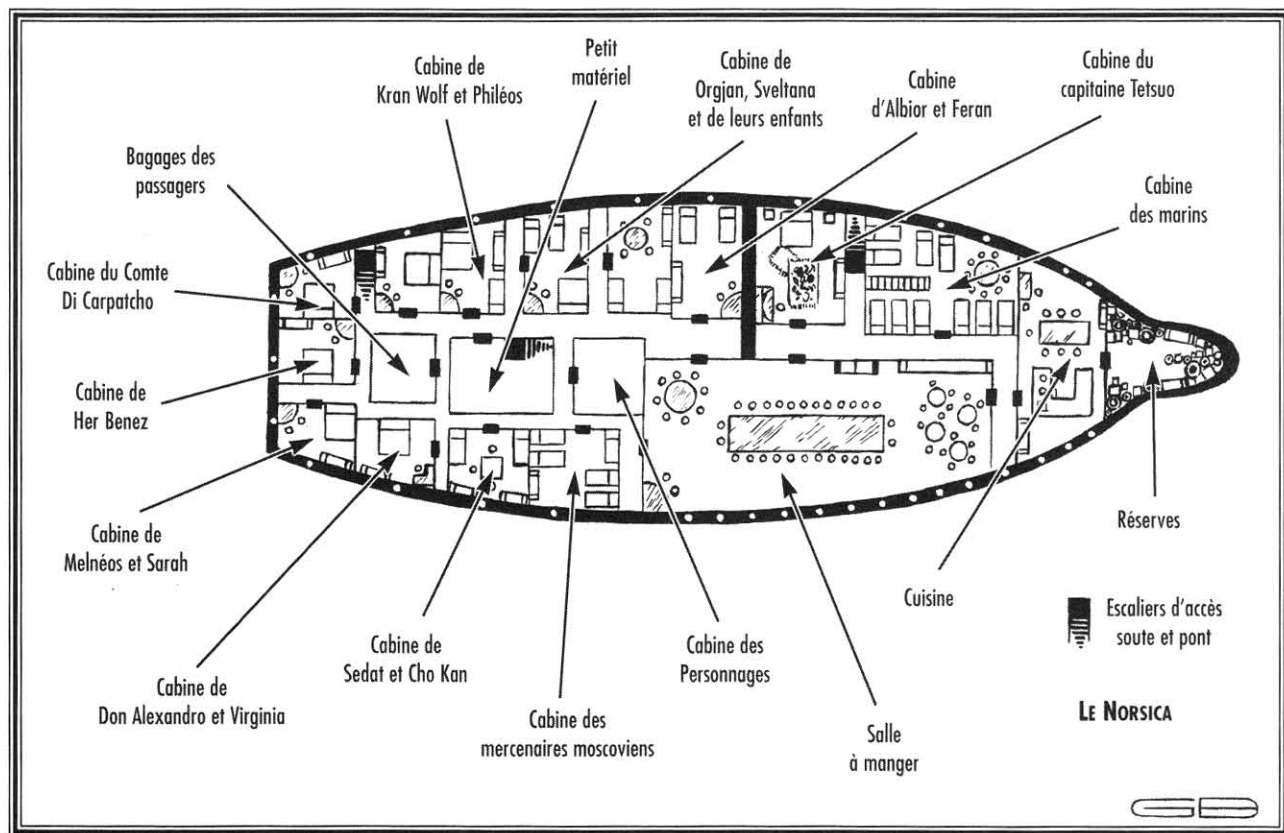 Petit
matériel
Cabine de
Kran Wolf et Philéos
Cabine de
Orgjan, Sveltana
et de leurs enfants
Cabine
d'Albior et Feran
Cabine du
capitaine Tetsuo
Bagages des
passagers
Cabine
des marins
Cabine du Comte
Di Carpatcho
Cabine de
Her Benez
Cabine de
Melnéos et Sarah
Réserves
Cuisine
Escaliers d'accès
soute et pont
Cabine de
Sedat et Cho Kan
Cabine des
Personnages
Cabine de
Don Alexandro et Virginia
Cabine des
mercenaires moscoviens
Salle
à manger
LE NORSICA
GB